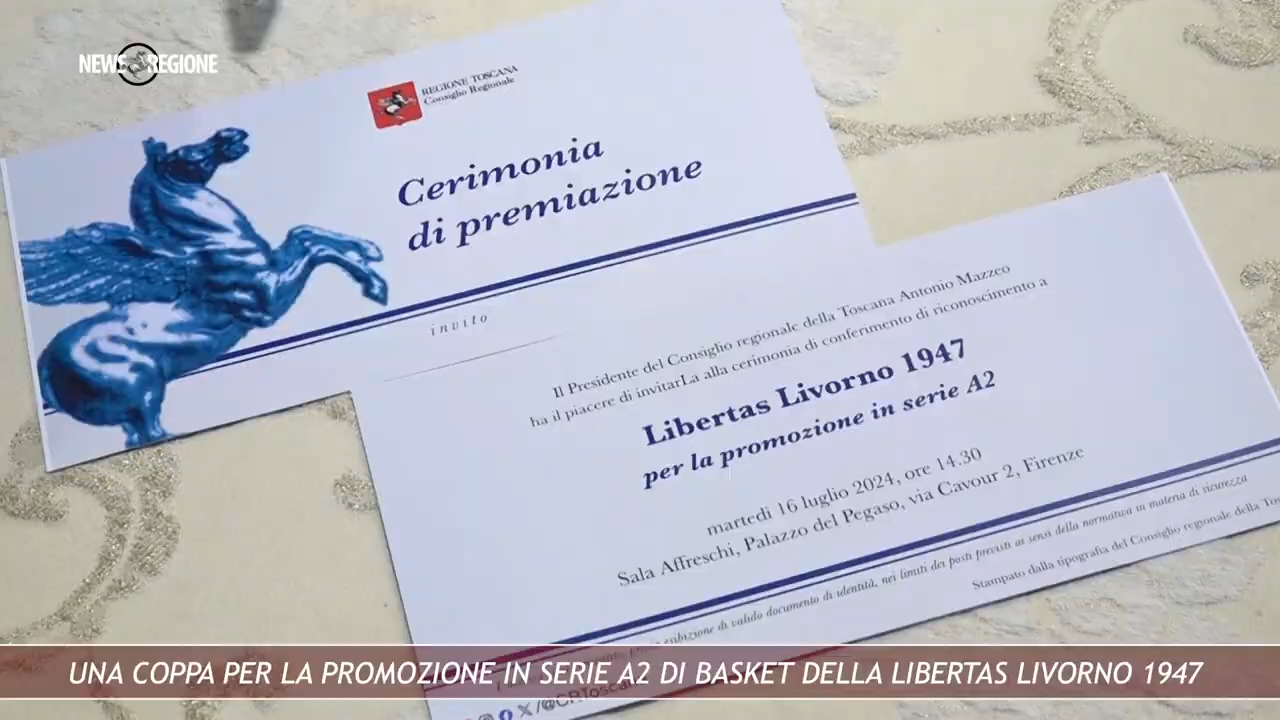 NEWS REGIONE
REGIONE TOSCANA
Consiglio Regionale
Cerimonia
di premiazione
invito
Il Presidente del Consiglio regionale della Toscana Antonio Mazzeo
ha il piacere di invitarLa alla cerimonia di conferimento di riconoscimento a
Libertas Livorno 1947
per la promozione in serie A2
martedì 16 luglio 2024, ore 14.30
Sala Affreschi, Palazzo del Pegaso, via Cavour 2, Firenze
esibizione di valido documento di identità, nei limiti dei posti previsti ai sensi della normativa in materia di sicurezza
Stampato dalla tipografia del Consiglio regionale della
UNA COPPA PER LA PROMOZIONE IN SERIE A2 DI BASKET DELLA LIBERTAS LIVORNO 1947